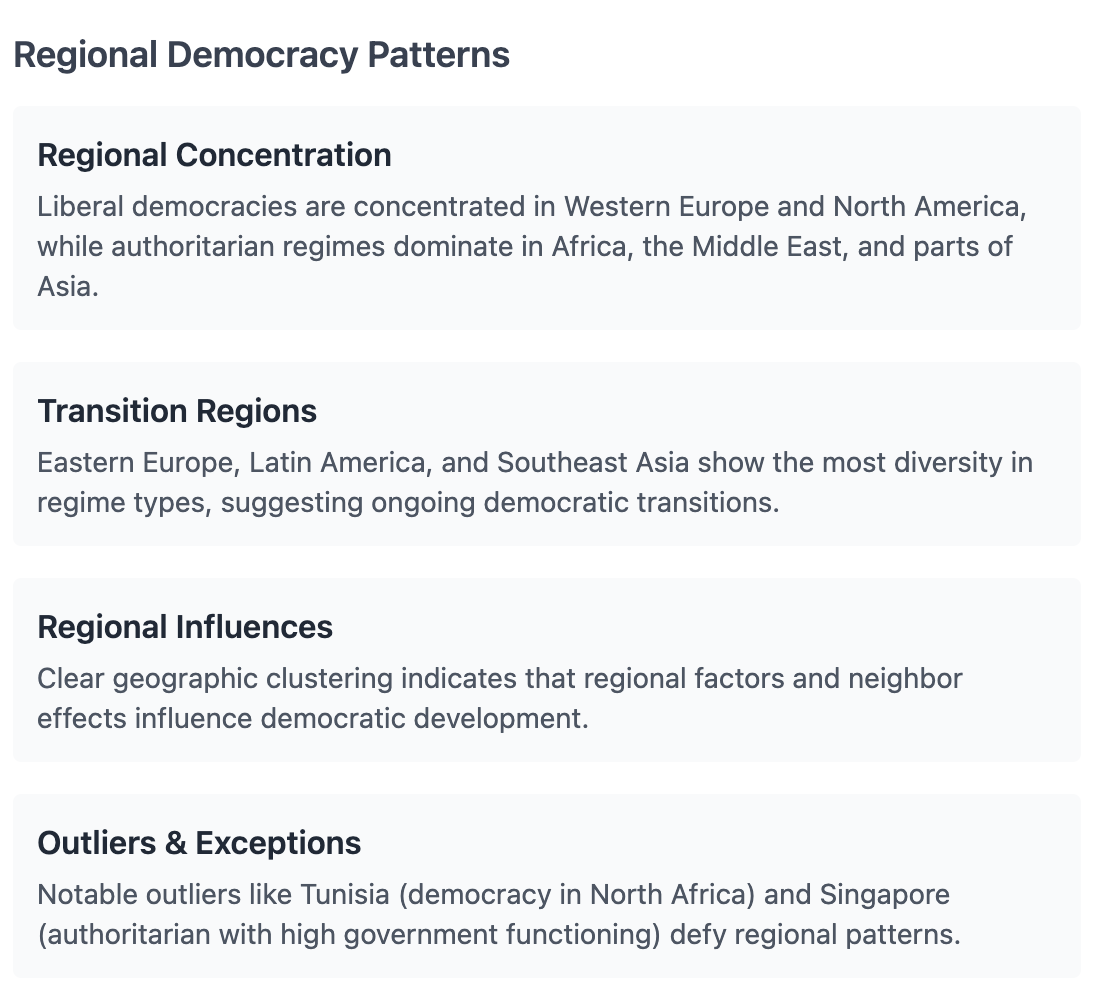 Regional Democracy Patterns
Regional Concentration
Liberal democracies are concentrated in Western Europe and North America,
while authoritarian regimes dominate in Africa, the Middle East, and parts of
Asia.
Transition Regions
Eastern Europe, Latin America, and Southeast Asia show the most diversity in
regime types, suggesting ongoing democratic transitions.
Regional Influences
Clear geographic clustering indicates that regional factors and neighbor
effects influence democratic development.
Outliers & Exceptions
Notable outliers like Tunisia (democracy in North Africa) and Singapore
(authoritarian with high government functioning) defy regional patterns.